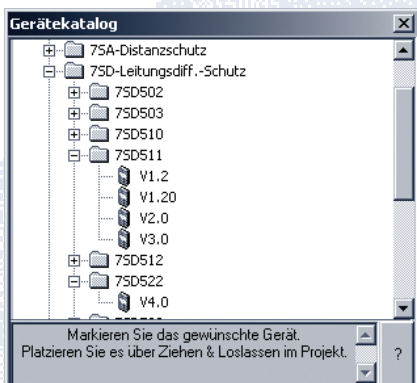 Gerätekatalog
7SA-Distanzschutz
7SD-Leitungsdiff.-Schutz
7SD502
7SD503
7SD510
7SD511
V1.2
V1.20
V2.0
V3.0
7SD512
7SD522
V4.0
Markieren Sie das gewünschte Gerät.
Platzieren Sie es über Ziehen & Loslassen im Projekt.
?